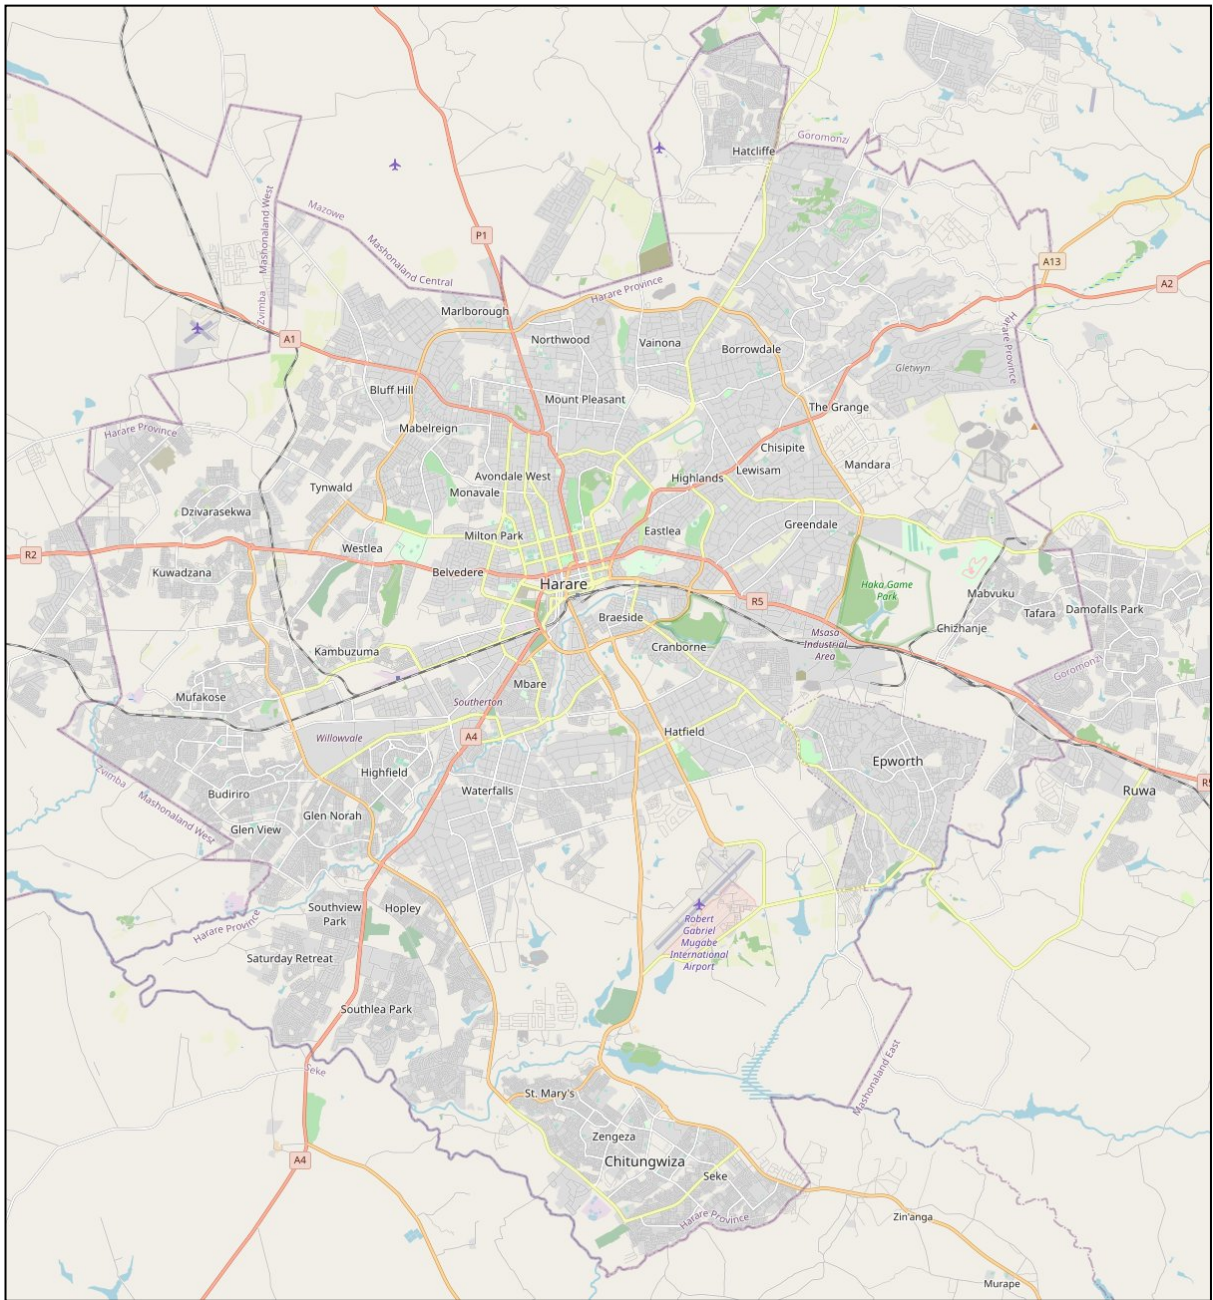 Goromonzi
Hatcliffe
Mazowe
P1
Mashonaland West
Zvimba
Mashonaland Central
A13
A2
Harare Province
Marlborough
A1
Northwood
Vainona
Borrowdale
Harare Province
Gletwyn
Bluff Hill
Mount Pleasant
The Grange
Mabelreign
Harare Province
Chisipite
Avondale West
Highlands
Lewisam
Mandara
Tynwald
Monavale
Dzivarasekwa
Greendale
Milton Park
Eastlea
Westlea
R2
Kuwadzana
Belvedere
Harare
Haka Game
Park
Mabvuku
R5
Tafara
Damofalls Park
Braeside
Chizhanje
Msasa
Industrial
Area
Kambuzuma
Cranborne
Goromonzi
Mufakose
Mbare
Southerton
Willowvale
A4
Hatfield
Epworth
Highfield
Zvimba
Mashonaland West
Budiriro
Waterfalls
Ruwa
R5
Glen Norah
Glen View
Southview
Park
Hopley
Robert
Gabriel
Mugabe
International
Airport
Harare Province
Saturday Retreat
Southlea Park
Seke
Mashonaland East
St. Mary's
Zengeza
Chitungwiza
A4
Seke
Harare Province
Zin'anga
Murape